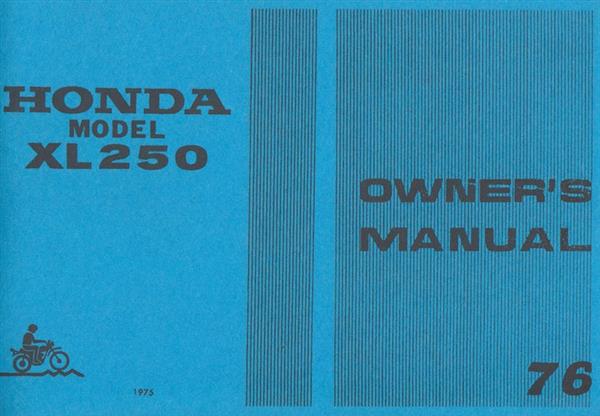 HONDA
MODEL
XL250
OWNER'S
MANUAL
1975
76